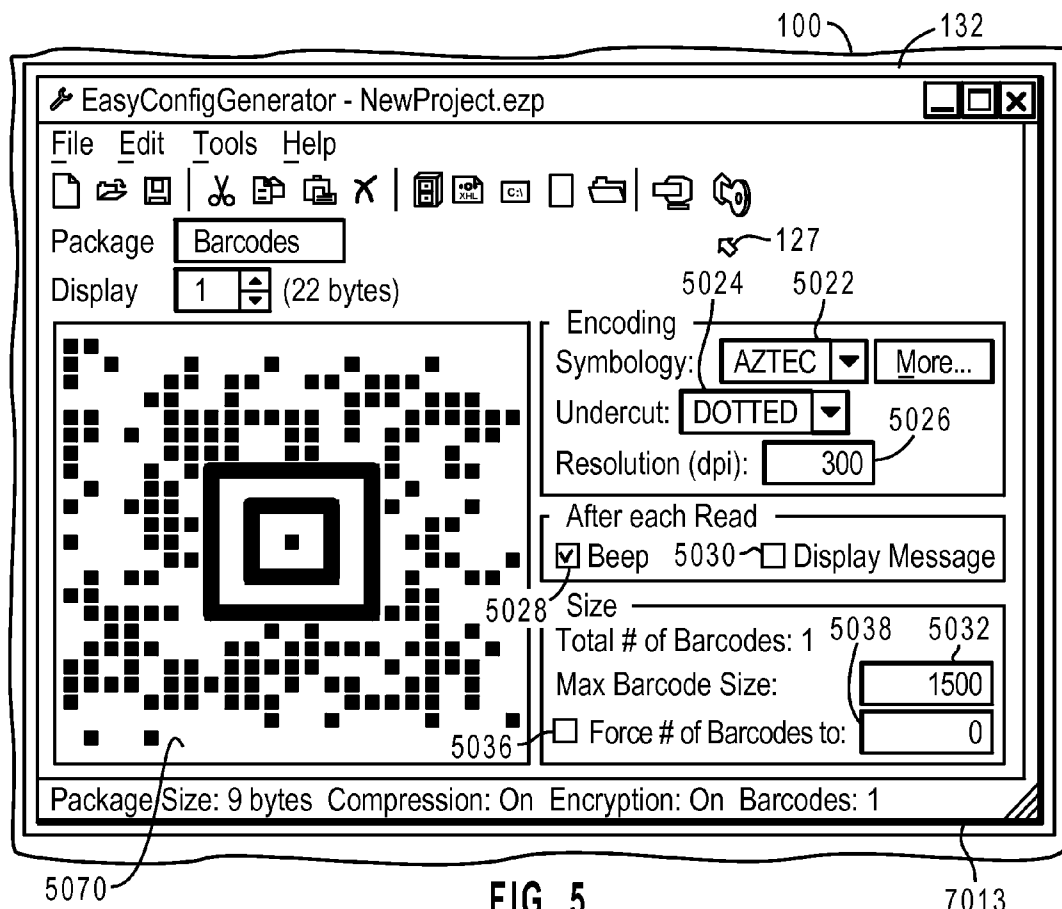 100 132
EasyConfigGenerator - NewProject.ezp
File Edit Tools Help
XHL C:\
Package Barcodes
127
Display 1 (22 bytes)
5024 5022
Encoding
Symbology: AZTEC More...
Undercut: DOTTED
5026
Resolution (dpi): 300
After each Read
Beep 5030 Display Message
5028
Size
5038 5032
Total # of Barcodes: 1
Max Barcode Size: 1500
5036 Force # of Barcodes to: 0
Package Size: 9 bytes Compression: On Encryption: On Barcodes: 1
5070 7013
FIG. 5